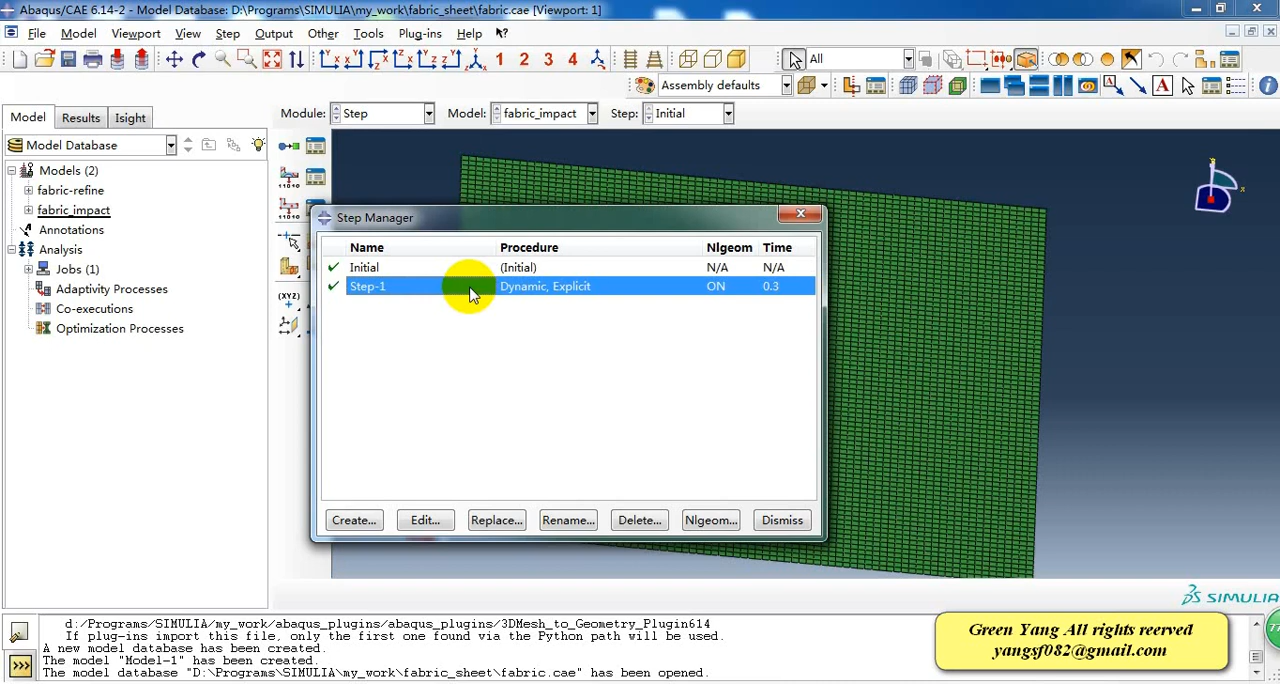 Abaqus/CAE 6.14-2 - Model Database: D:\Programs\SIMULIA\my_work\fabric_sheet\fabric.cae [Viewport: 1]
File Model Viewport View Step Output Other Tools Plug-ins Help
1 2 3 4 All
Assembly defaults
Model Results Isight Module: Step Model: fabric_impact Step: Initial
Model Database
Models (2)
fabric-refine
fabric_impact
Annotations
Analysis
Jobs (1)
Adaptivity Processes
Co-executions
Optimization Processes
Step Manager
Name Procedure Nlgeom Time
Initial (Initial) N/A N/A
Step-1 Dynamic, Explicit ON 0.3
Create... Edit... Replace... Rename... Delete... Nlgeom... Dismiss
SIMULIA
d:/Programs/SIMULIA/my_work/abaqus_plugins/abaqus_plugins/3DMesh_to_Geometry_Plugin614
If plug-ins import this file, only the first one found via the Python path will be used.
A new model database has been created.
The model "Model-1" has been created.
The model database "D:\Programs\SIMULIA\my_work\fabric_sheet\fabric.cae" has been opened.
Green Yang All rights reerved
yangsf082@gmail.com